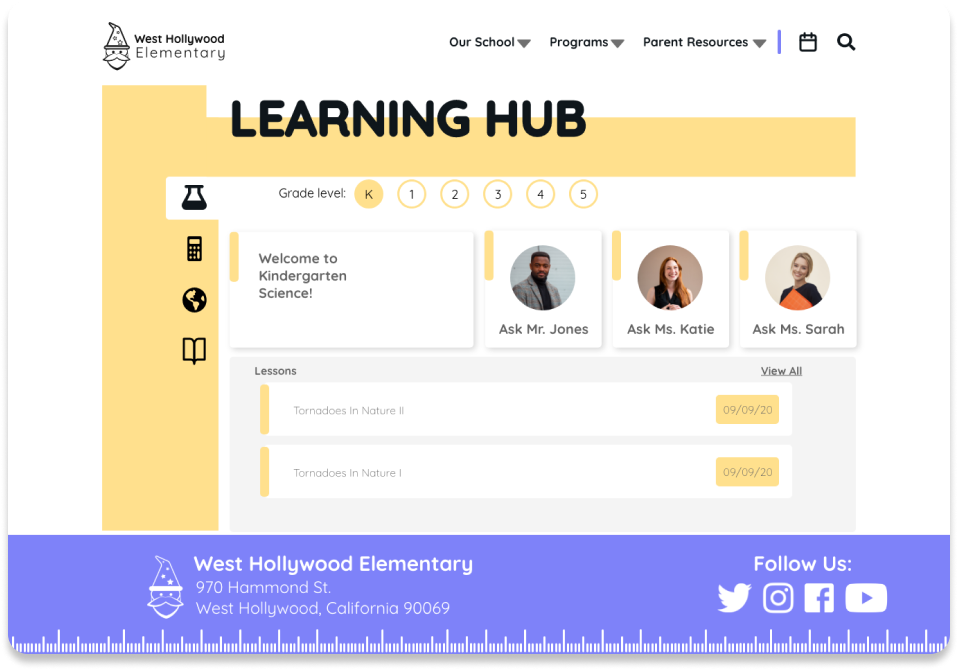 West Hollywood
Elementary
Our School
Programs
Parent Resources
LEARNING HUB
Grade level: K 1 2 3 4 5
Welcome to
Kindergarten
Science!
Ask Mr. Jones
Ask Ms. Katie
Ask Ms. Sarah
Lessons
View All
Tornadoes In Nature II
09/09/20
Tornadoes In Nature I
09/09/20
West Hollywood Elementary
970 Hammond St.
West Hollywood, California 90069
Follow Us: